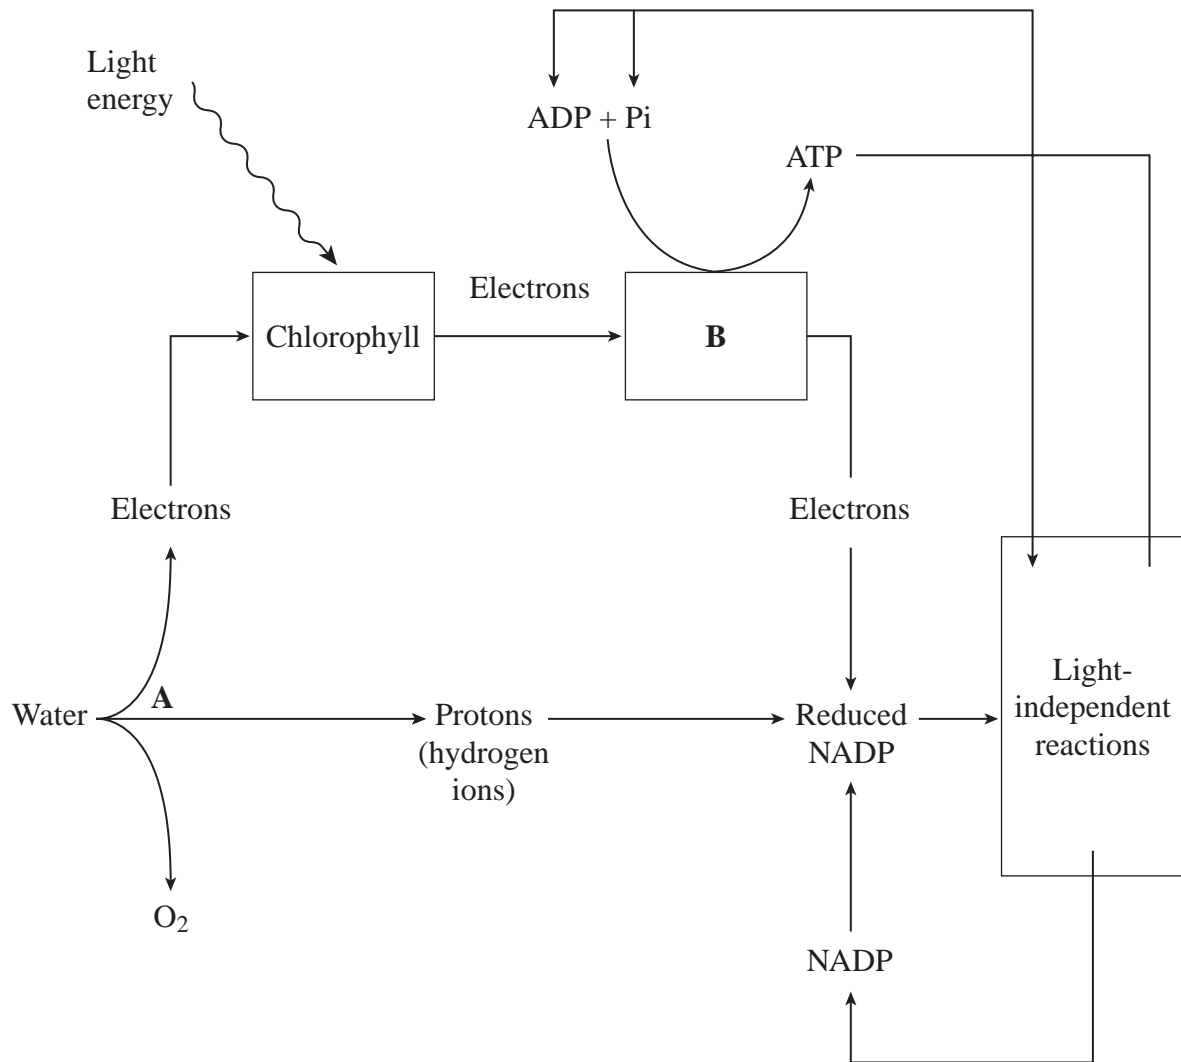 Light
energy
ADP + Pi
ATP
Electrons
Chlorophyll
B
Electrons
Electrons
A
Water
Protons
(hydrogen
ions)
Reduced
NADP
Light-
independent
reactions
O₂
NADP